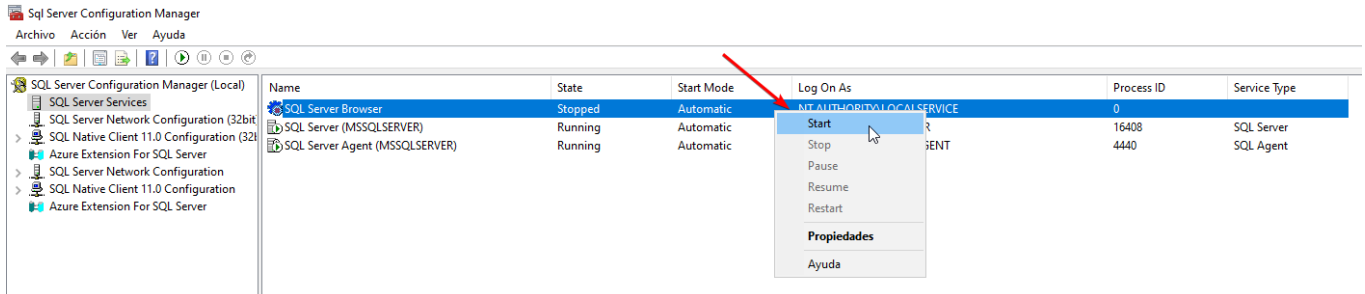 Sql Server Configuration Manager
Archivo Acción Ver Ayuda
SQL Server Configuration Manager (Local)
SQL Server Services
SQL Server Network Configuration (32bit
SQL Native Client 11.0 Configuration (32b
Azure Extension For SQL Server
SQL Server Network Configuration
SQL Native Client 11.0 Configuration
Azure Extension For SQL Server
Name State Start Mode Log On As Process ID Service Type
SQL Server Browser Stopped Automatic NT AUTHORITY\LOCALSERVICE 0
SQL Server (MSSQLSERVER) Running Automatic R 16408 SQL Server
SQL Server Agent (MSSQLSERVER) Running Automatic GENT 4440 SQL Agent
Start
Stop
Pause
Resume
Restart
Propiedades
Ayuda